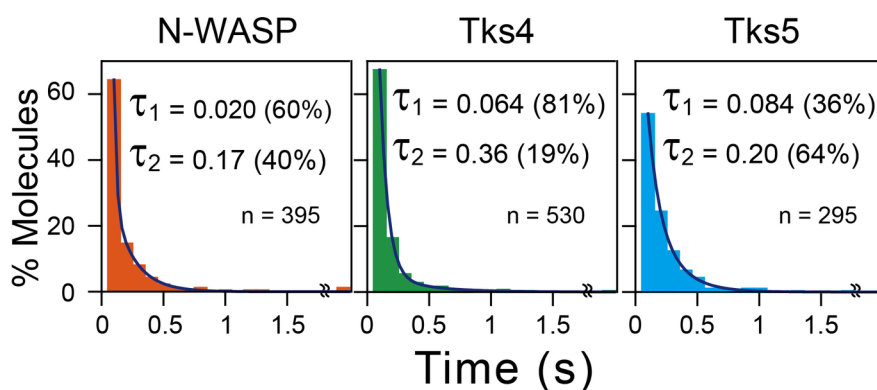 N-WASP Tks4 Tks5
% Molecules
60
40
20
0
τ1 = 0.020 (60%)
τ2 = 0.17 (40%)
n = 395
τ1 = 0.064 (81%)
τ2 = 0.36 (19%)
n = 530
τ1 = 0.084 (36%)
τ2 = 0.20 (64%)
n = 295
0 0.5 1 1.5 0 0.5 1 1.5 0 0.5 1 1.5
Time (s)